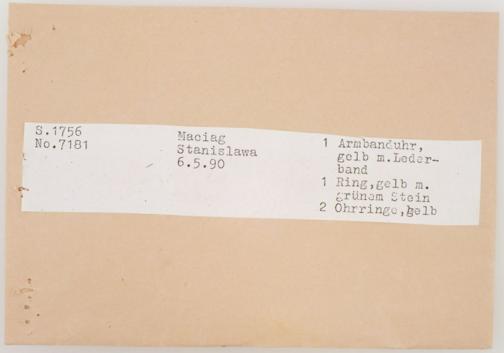 S.1756
No.7181
Maciag
Stanislawa
6.5.90
1 Armbanduhr,
gelb m.Leder-
band
1 Ring,gelb m.
grünem Stein
2 Ohrringe,gelb